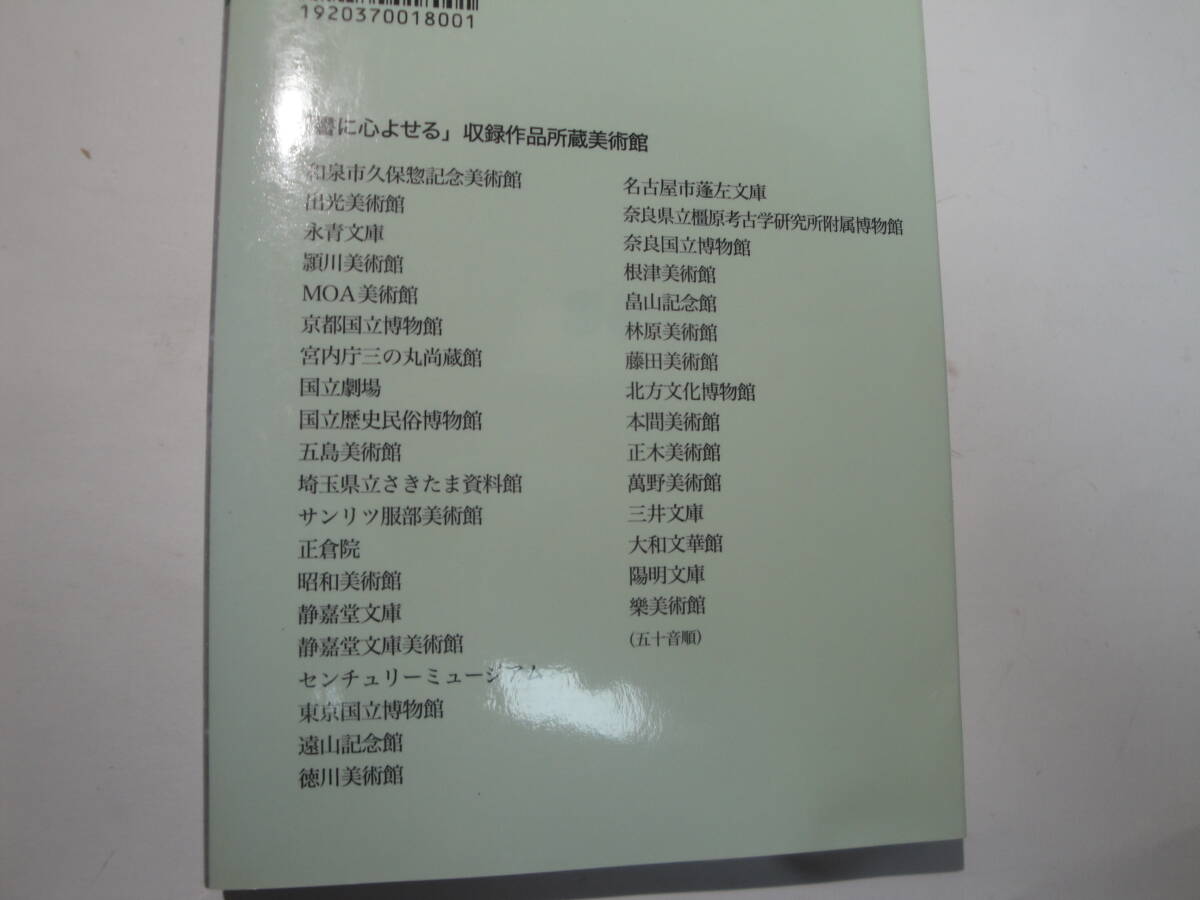 1920370018001
書に心よせる」収録作品所蔵美術館
和泉市久保惣記念美術館
出光美術館
永青文庫
頴川美術館
MOA美術館
京都国立博物館
宮内庁三の丸尚蔵館
国立劇場
国立歴史民俗博物館
五島美術館
埼玉県立さきたま資料館
サンリツ服部美術館
正倉院
昭和美術館
静嘉堂文庫
静嘉堂文庫美術館
センチュリーミュージアム
東京国立博物館
遠山記念館
徳川美術館
名古屋市蓬左文庫
奈良県立橿原考古学研究所附属博物館
奈良国立博物館
根津美術館
畠山記念館
林原美術館
藤田美術館
北方文化博物館
本間美術館
正木美術館
萬野美術館
三井文庫
大和文華館
陽明文庫
樂美術館
(五十音順)